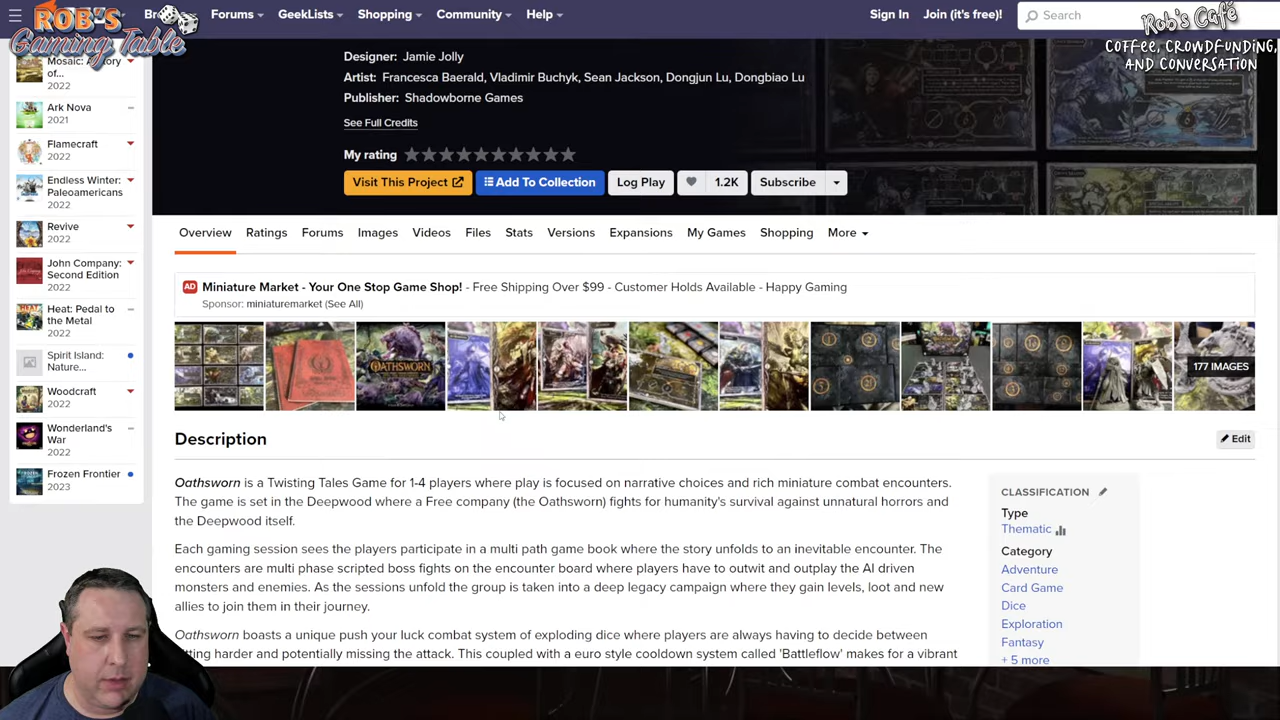 Forums
GeekLists
Shopping
Community
Help
Sign In
Join (it's free)!
Search
ROB'S
Gaming Table
Rob's Café
COFFEE, CROWDFUNDING,
AND CONVERSATION
Mosaic: A Story
of...
2022
Ark Nova
2021
Flamecraft
2022
Endless Winter:
Paleoamericans
2022
Revive
2022
John Company:
Second Edition
2022
Heat: Pedal to
the Metal
2022
Spirit Island:
Nature...
Woodcraft
2022
Wonderland's
War
2022
Frozen Frontier
2023
Designer: Jamie Jolly
Artist: Francesca Baerald, Vladimir Buchyk, Sean Jackson, Dongjun Lu, Dongbiao Lu
Publisher: Shadowborne Games
See Full Credits
My rating
Visit This Project
Add To Collection
Log Play
1.2K
Subscribe
Overview
Ratings
Forums
Images
Videos
Files
Stats
Versions
Expansions
My Games
Shopping
More
AD Miniature Market - Your One Stop Game Shop! - Free Shipping Over $99 - Customer Holds Available - Happy Gaming
Sponsor: miniaturemarket (See All)
OATHSWORN
177 IMAGES
Description
Edit
Oathsworn is a Twisting Tales Game for 1-4 players where play is focused on narrative choices and rich miniature combat encounters.
The game is set in the Deepwood where a Free company (the Oathsworn) fights for humanity's survival against unnatural horrors and
the Deepwood itself.
Each gaming session sees the players participate in a multi path game book where the story unfolds to an inevitable encounter. The
encounters are multi phase scripted boss fights on the encounter board where players have to outwit and outplay the AI driven
monsters and enemies. As the sessions unfold the group is taken into a deep legacy campaign where they gain levels, loot and new
allies to join them in their journey.
Oathsworn boasts a unique push your luck combat system of exploding dice where players are always having to decide between
harder and potentially missing the attack. This coupled with a euro style cooldown system called 'Battleflow' makes for a vibrant
CLASSIFICATION
Type
Thematic
Category
Adventure
Card Game
Dice
Exploration
Fantasy
+ 5 more